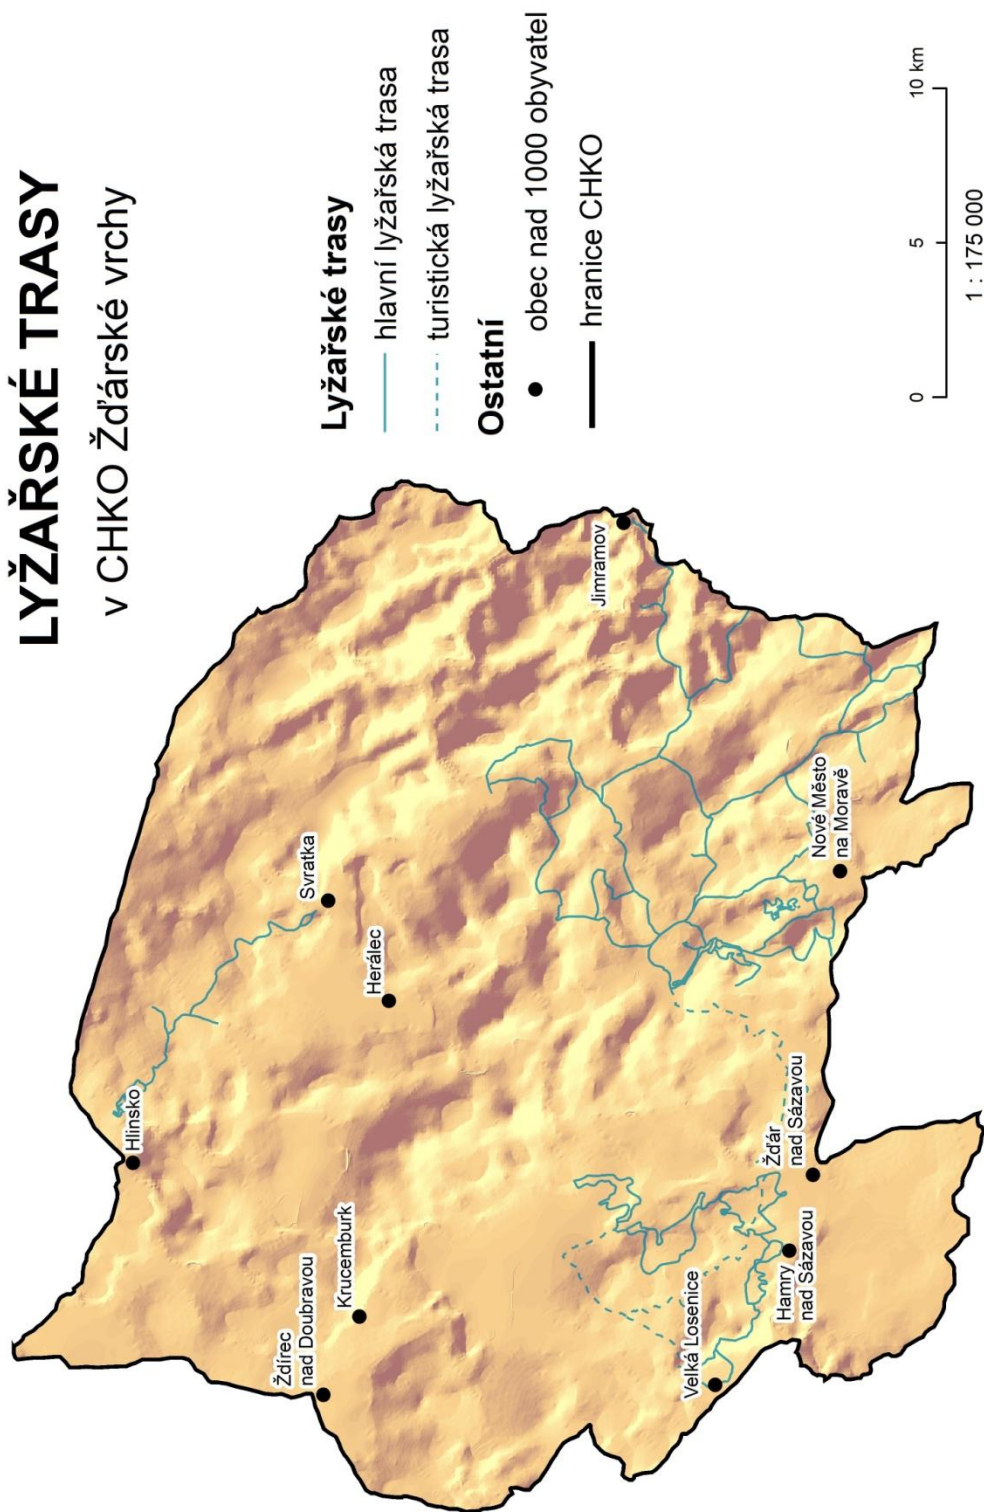 LYŽAŘSKÉ TRASY
v CHKO Žďárské vrchy
Lyžařské trasy
hlavní lyžařská trasa
turistická lyžařská trasa
Ostatní
obec nad 1000 obyvatel
hranice CHKO
0 5 10 km
1 : 175 000
Hlinsko
Ždírec
nad Doubravou
Svratka
Krucemburk
Herálec
Jimramov
Velká Losenice
Hamry
nad Sázavou
Žďár
nad Sázavou
Nové Město
na Moravě